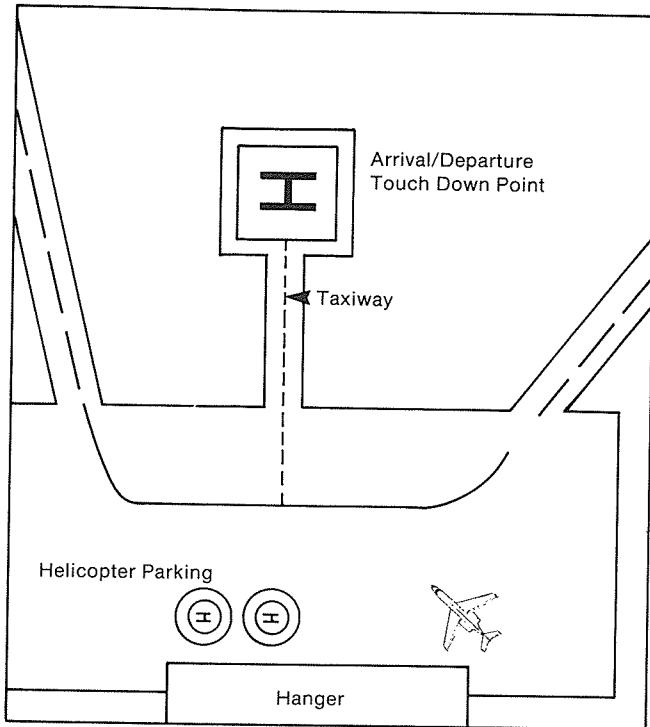 Arrival/Departure
Touch Down Point
H
Taxiway
Helicopter Parking
H
H
Hanger